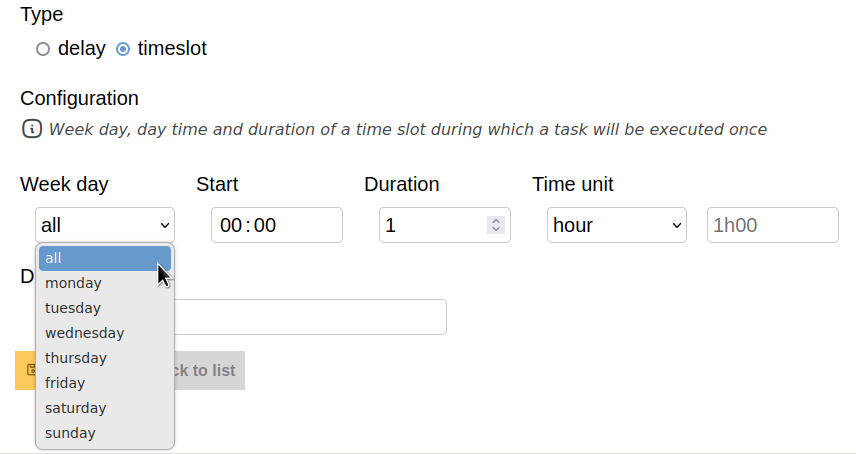 Type
delay timeslot
Configuration
Week day, day time and duration of a time slot during which a task will be executed once
Week day Start Duration Time unit
all 00:00 1 hour 1h00
all
monday
tuesday
wednesday
thursday
friday
saturday
sunday
to list